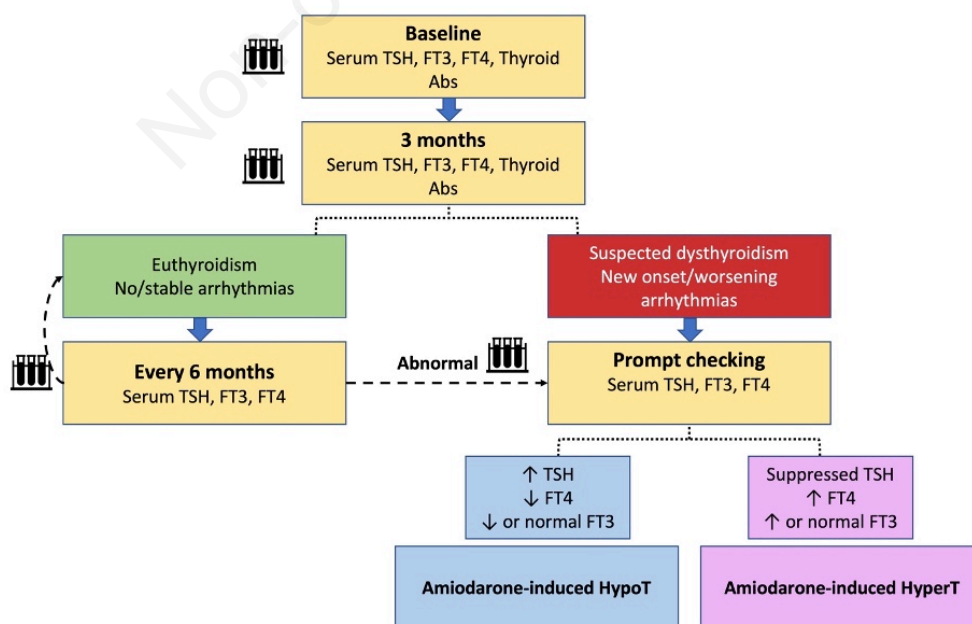 Non-
Baseline
Serum TSH, FT3, FT4, Thyroid
Abs
3 months
Serum TSH, FT3, FT4, Thyroid
Abs
Euthyroidism
No/stable arrhythmias
Suspected dysthyroidism
New onset/worsening
arrhythmias
Every 6 months
Serum TSH, FT3, FT4
Abnormal
Prompt checking
Serum TSH, FT3, FT4
↑ TSH
↓ FT4
↓ or normal FT3
Suppressed TSH
↑ FT4
↑ or normal FT3
Amiodarone-induced HypoT
Amiodarone-induced HyperT